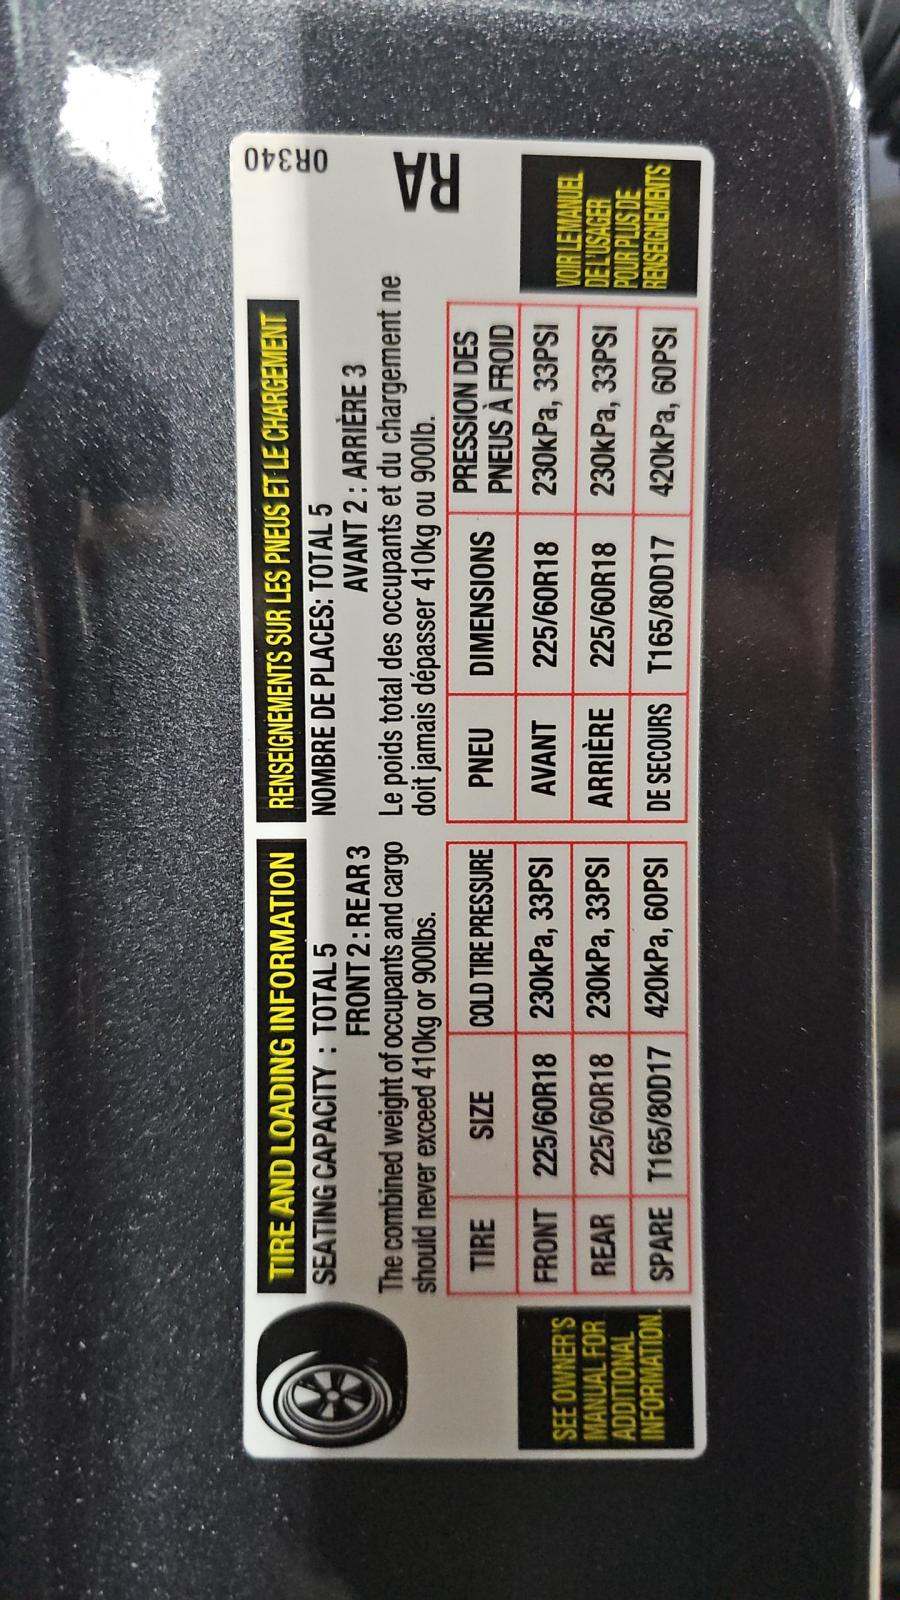 TIRE AND LOADING INFORMATION
SEATING CAPACITY : TOTAL 5
FRONT 2 : REAR 3
The combined weight of occupants and cargo
should never exceed 410kg or 900lbs.
TIRE SIZE COLD TIRE PRESSURE
FRONT 225/60R18 230kPa, 33PSI
REAR 225/60R18 230kPa, 33PSI
SPARE T165/80D17 420kPa, 60PSI
SEE OWNER'S
MANUAL FOR
ADDITIONAL
INFORMATION.
RENSEIGNEMENTS SUR LES PNEUS ET LE CHARGEMENT
NOMBRE DE PLACES: TOTAL 5
AVANT 2 : ARRIÈRE 3
Le poids total des occupants et du chargement ne
doit jamais dépasser 410kg ou 900lb.
PNEU DIMENSIONS PRESSION DES
PNEUS À FROID
AVANT 225/60R18 230kPa, 33PSI
ARRIÈRE 225/60R18 230kPa, 33PSI
DE SECOURS T165/80D17 420kPa, 60PSI
VOIR LE MANUEL
DE L'USAGER
POUR PLUS DE
RENSEIGNEMENTS
0R340
RA